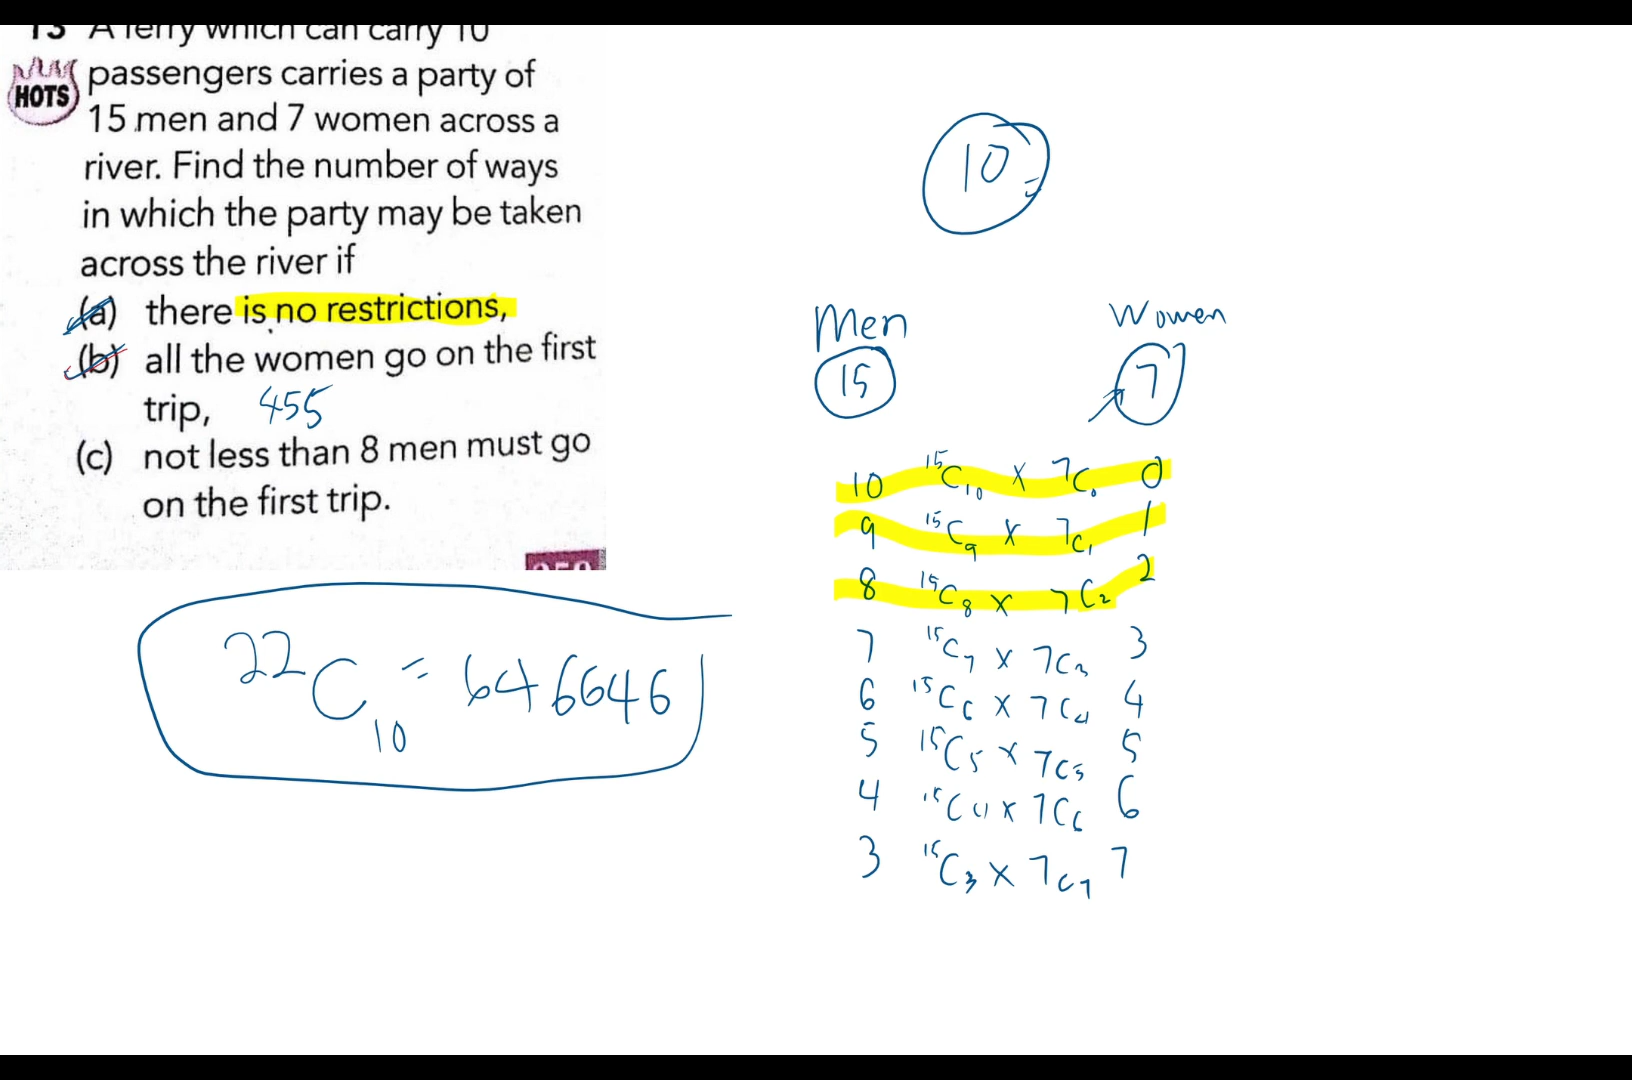 13 A ferry which can carry 10
HOTS passengers carries a party of
15 men and 7 women across a
river. Find the number of ways
in which the party may be taken
across the river if
(a) there is no restrictions,
(b) all the women go on the first
trip, 455
(c) not less than 8 men must go
on the first trip.
22C10 = 646646
10
Men Women
15 7
10 15C10 × 7C0 0
9 15C9 × 7C1 1
8 15C8 × 7C2 2
7 15C7 × 7C3 3
6 15C6 × 7C4 4
5 15C5 × 7C5 5
4 15C4 × 7C6 6
3 15C3 × 7C7 7